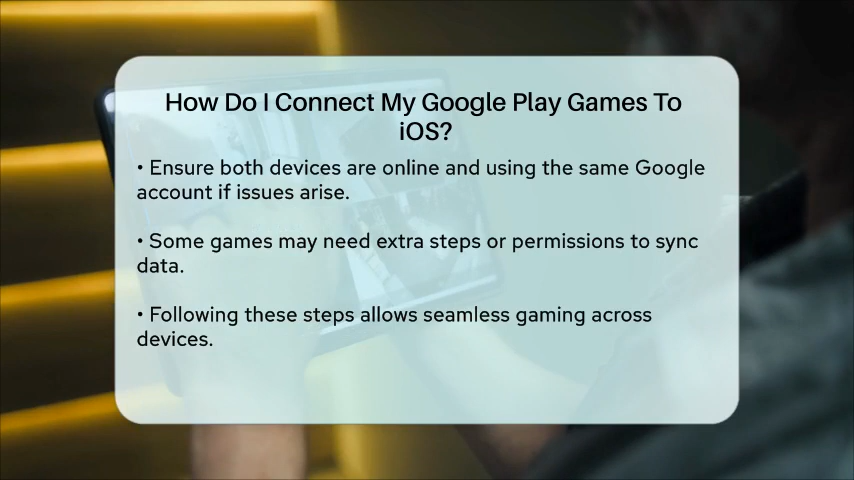 How Do I Connect My Google Play Games To
iOS?
• Ensure both devices are online and using the same Google
account if issues arise.
• Some games may need extra steps or permissions to sync
data.
• Following these steps allows seamless gaming across
devices.